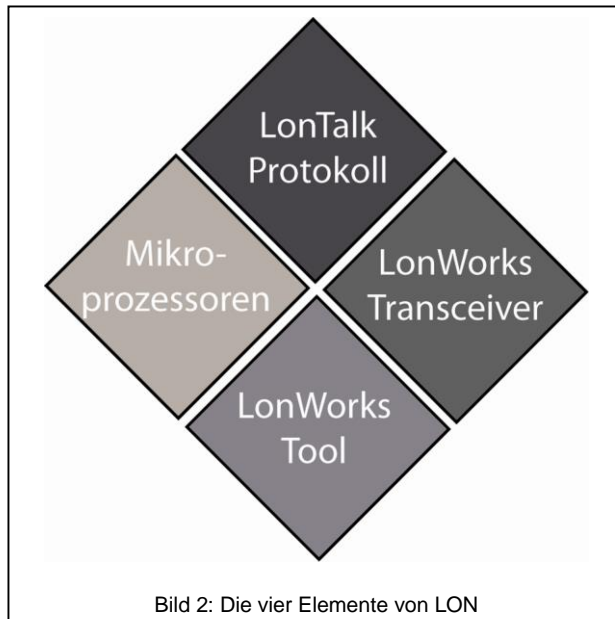 LonTalk
Protokoll
Mikro-
prozessoren
LonWorks
Transceiver
LonWorks
Tool
Bild 2: Die vier Elemente von LON